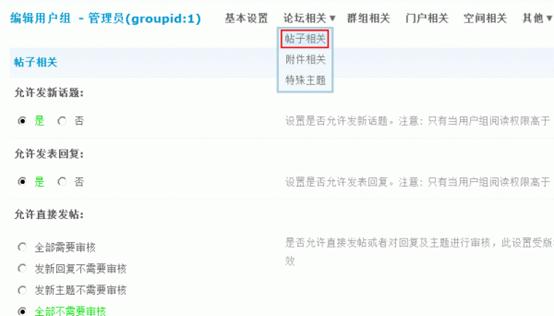 编辑用户组 - 管理员(groupid:1) 基本设置 论坛相关▼ 群组相关 门户相关 空间相关 其他▼
帖子相关
附件相关
特殊主题
帖子相关
允许发新话题:
是 否 设置是否允许发新话题。注意: 只有当用户组阅读权限高于
允许发表回复:
是 否 设置是否允许发表回复。注意: 只有当用户组阅读权限高于
允许直接发帖:
全部需要审核
发新回复不需要审核
发新主题不需要审核
全部不需要审核
是否允许直接发帖或者对回复及主题进行审核，此设置受版
效